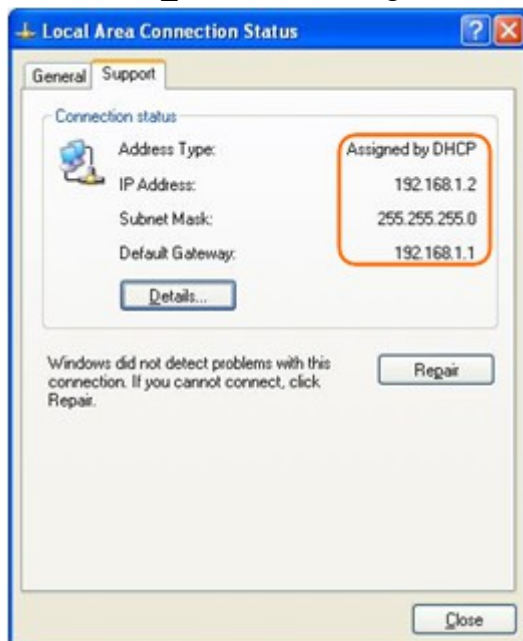 Local Area Connection Status
General Support
Connection status
Address Type: Assigned by DHCP
IP Address: 192.168.1.2
Subnet Mask: 255.255.255.0
Default Gateway: 192.168.1.1
Details...
Windows did not detect problems with this
connection. If you cannot connect, click
Repair.
Repair
Close